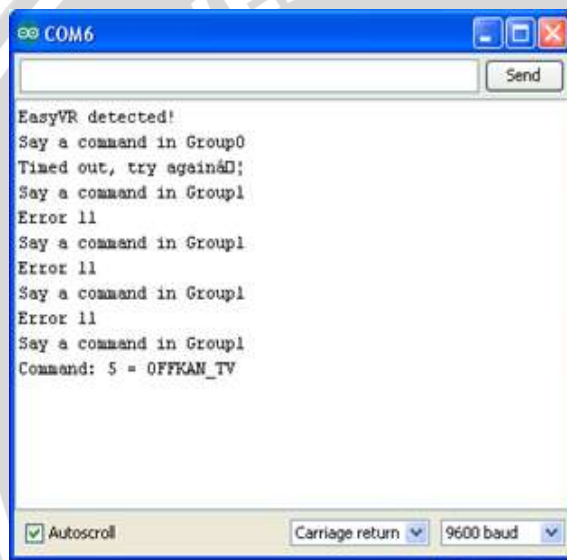 COM6
Send
EasyVR detected!
Say a command in Group0
Timed out, try againá□¦
Say a command in Group1
Error 11
Say a command in Group1
Error 11
Say a command in Group1
Error 11
Say a command in Group1
Command: 5 = OFFKAN_TV
Autoscroll
Carriage return
9600 baud